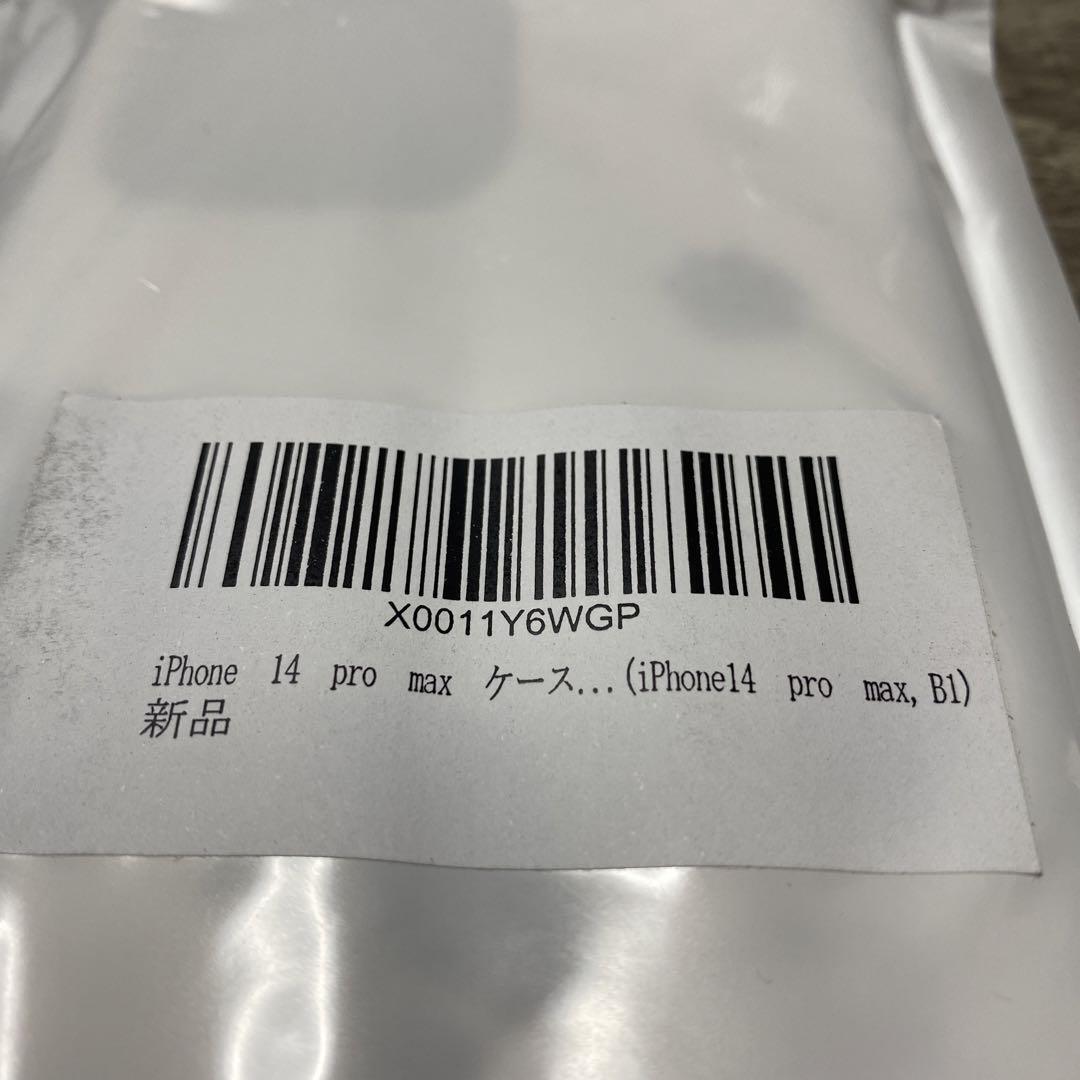 X0011Y6WGP
iPhone 14 pro max ケース...(iPhone14 pro max, B1)
新品